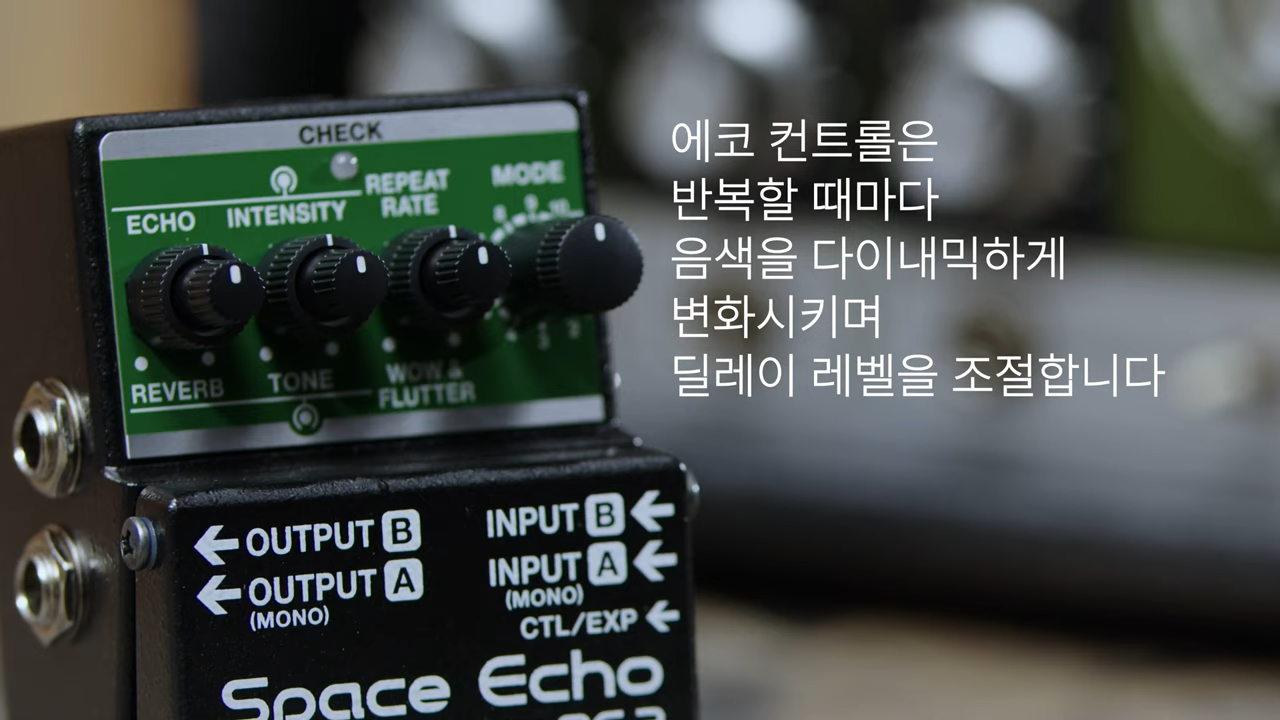 CHECK
REPEAT
RATE
MODE
ECHO
INTENSITY
REVERB
TONE
WOW &
FLUTTER
OUTPUT B
OUTPUT A
(MONO)
INPUT B
INPUT A
(MONO)
CTL/EXP
Space Echo
에코 컨트롤은
반복할 때마다
음색을 다이내믹하게
변화시키며
딜레이 레벨을 조절합니다